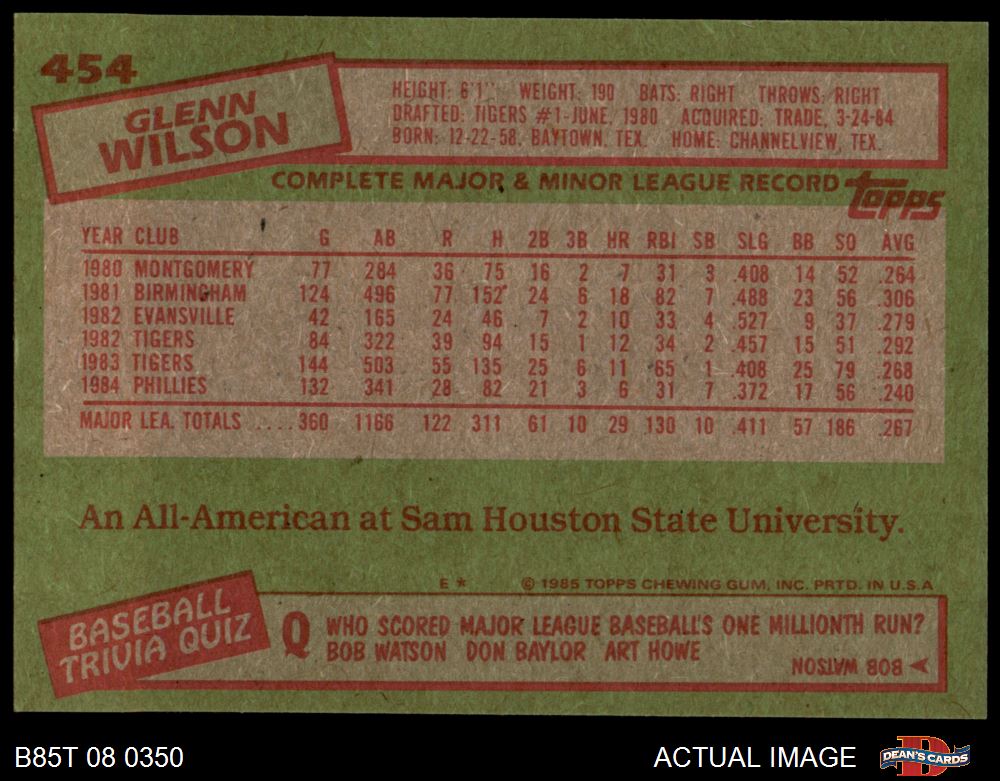 454
GLENN
WILSON
HEIGHT: 6'1" WEIGHT: 190 BATS: RIGHT THROWS: RIGHT
DRAFTED: TIGERS #1-JUNE, 1980 ACQUIRED: TRADE, 3-24-84
BORN: 12-22-58, BAYTOWN, TEX. HOME: CHANNELVIEW, TEX.
COMPLETE MAJOR & MINOR LEAGUE RECORD topps
YEAR CLUB G AB R H 2B 3B HR RBI SB SLG BB SO AVG
1980 MONTGOMERY 77 284 36 75 16 2 7 31 3 .408 14 52 .264
1981 BIRMINGHAM 124 496 77 152* 24 6 18 82 7 .488 23 56 .306
1982 EVANSVILLE 42 165 24 46 7 2 10 33 4 .527 9 37 .279
1982 TIGERS 84 322 39 94 15 1 12 34 2 .457 15 51 .292
1983 TIGERS 144 503 55 135 25 6 11 65 1 .408 25 79 .268
1984 PHILLIES 132 341 28 82 21 3 6 31 7 .372 17 56 .240
MAJOR LEA. TOTALS .... 360 1166 122 311 61 10 29 130 10 .411 57 186 .267
An All-American at Sam Houston State University.
E * © 1985 TOPPS CHEWING GUM, INC. PRTD. IN U.S.A
BASEBALL
TRIVIA QUIZ
Q WHO SCORED MAJOR LEAGUE BASEBALL'S ONE MILLIONTH RUN?
BOB WATSON DON BAYLOR ART HOWE
BOB WATSON
B85T 08 0350 ACTUAL IMAGE DEAN'S CARDS